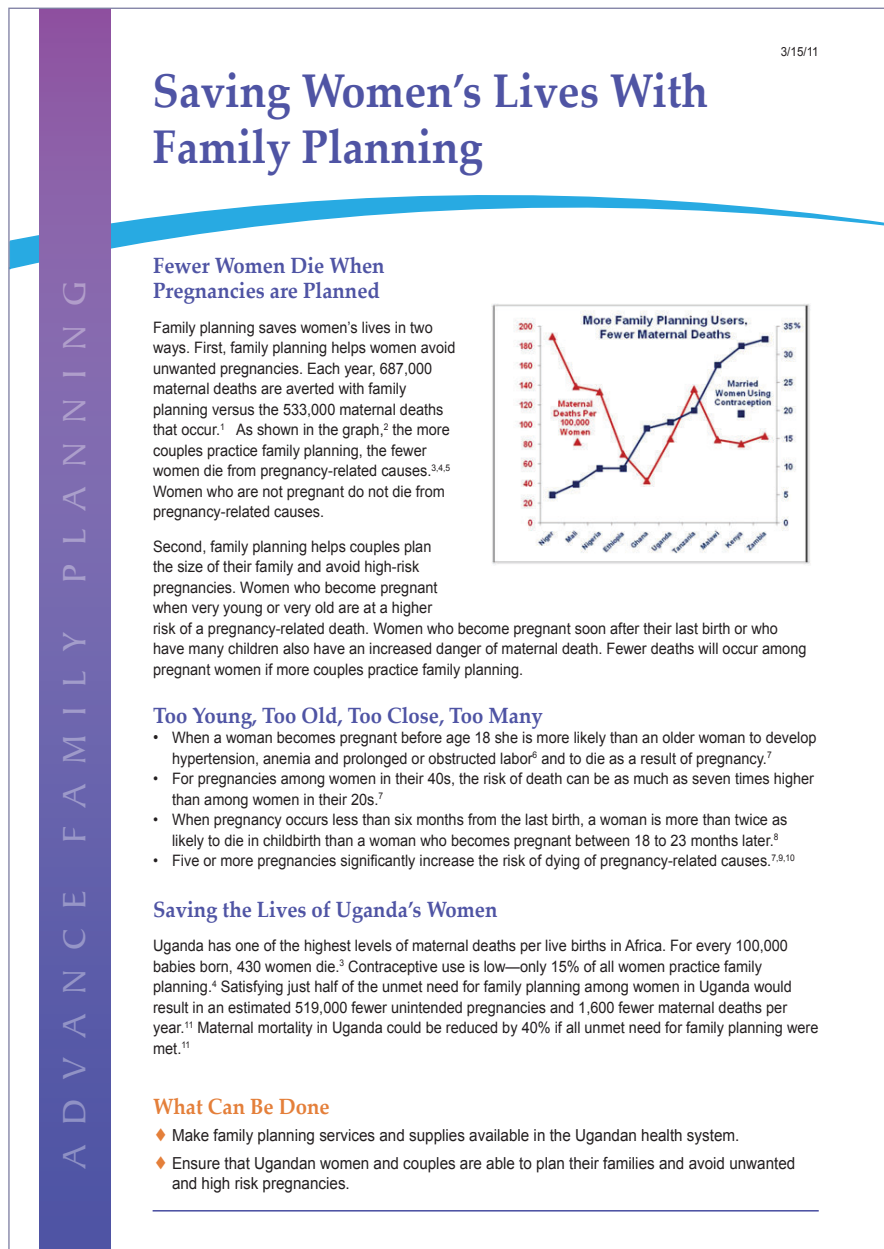 3/15/11
Saving Women's Lives With
Family Planning
ADVANCE FAMILY PLANNING
Fewer Women Die When
Pregnancies are Planned
Family planning saves women's lives in two
ways. First, family planning helps women avoid
unwanted pregnancies. Each year, 687,000
maternal deaths are averted with family
planning versus the 533,000 maternal deaths
that occur.1 As shown in the graph,2 the more
couples practice family planning, the fewer
women die from pregnancy-related causes.3,4,5
Women who are not pregnant do not die from
pregnancy-related causes.
More Family Planning Users,
Fewer Maternal Deaths
200
180
160
140
120
100
80
60
40
20
0
35%
30
25
20
15
10
5
0
Maternal
Deaths Per
100,000
Women
Married
Women Using
Contraception
Niger
Mali
Nigeria
Ethiopia
Ghana
Uganda
Tanzania
Malawi
Kenya
Zambia
Second, family planning helps couples plan
the size of their family and avoid high-risk
pregnancies. Women who become pregnant
when very young or very old are at a higher
risk of a pregnancy-related death. Women who become pregnant soon after their last birth or who
have many children also have an increased danger of maternal death. Fewer deaths will occur among
pregnant women if more couples practice family planning.
Too Young, Too Old, Too Close, Too Many
• When a woman becomes pregnant before age 18 she is more likely than an older woman to develop
hypertension, anemia and prolonged or obstructed labor6 and to die as a result of pregnancy.7
• For pregnancies among women in their 40s, the risk of death can be as much as seven times higher
than among women in their 20s.7
• When pregnancy occurs less than six months from the last birth, a woman is more than twice as
likely to die in childbirth than a woman who becomes pregnant between 18 to 23 months later.8
• Five or more pregnancies significantly increase the risk of dying of pregnancy-related causes.7,9,10
Saving the Lives of Uganda's Women
Uganda has one of the highest levels of maternal deaths per live births in Africa. For every 100,000
babies born, 430 women die.3 Contraceptive use is low—only 15% of all women practice family
planning.4 Satisfying just half of the unmet need for family planning among women in Uganda would
result in an estimated 519,000 fewer unintended pregnancies and 1,600 fewer maternal deaths per
year.11 Maternal mortality in Uganda could be reduced by 40% if all unmet need for family planning were
met.11
What Can Be Done
♦ Make family planning services and supplies available in the Ugandan health system.
♦ Ensure that Ugandan women and couples are able to plan their families and avoid unwanted
and high risk pregnancies.